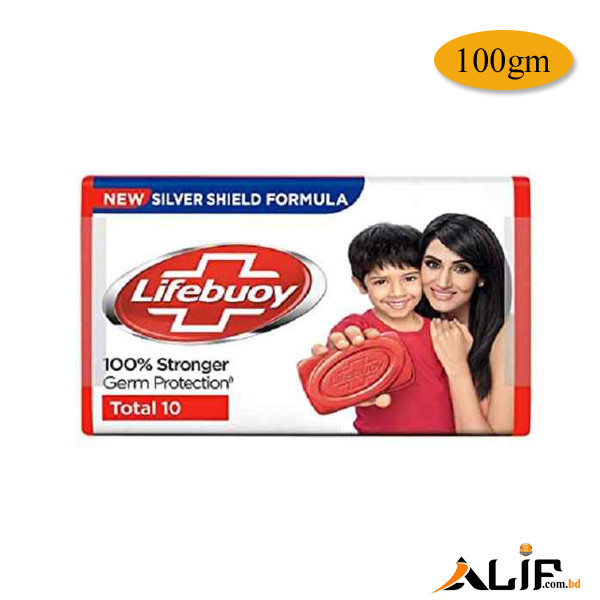 100gm
NEW SILVER SHIELD FORMULA
Lifebuoy
100% Stronger
Germ Protection
Total 10
Lifebuoy
ALIF.com.bd